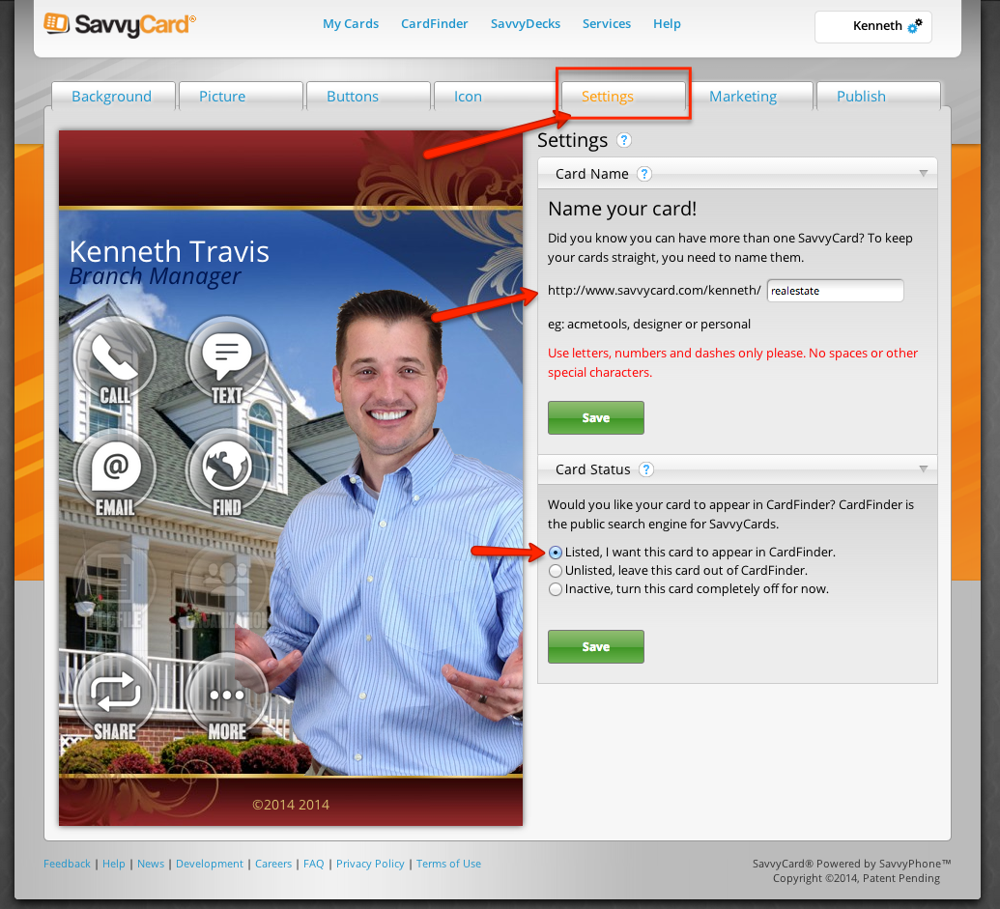 SavvyCard®
My Cards CardFinder SavvyDecks Services Help
Kenneth
Background Picture Buttons Icon Settings Marketing Publish
Settings ?
Card Name ?
Name your card!
Did you know you can have more than one SavvyCard? To keep
your cards straight, you need to name them.
http://www.savvycard.com/kenneth/ realestate
eg: acmetools, designer or personal
Use letters, numbers and dashes only please. No spaces or other
special characters.
Save
Card Status ?
Would you like your card to appear in CardFinder? CardFinder is
the public search engine for SavvyCards.
Listed, I want this card to appear in CardFinder.
Unlisted, leave this card out of CardFinder.
Inactive, turn this card completely off for now.
Save
Kenneth Travis
Branch Manager
CALL TEXT
@
EMAIL FIND
SHARE MORE
©2014 2014
Feedback | Help | News | Development | Careers | FAQ | Privacy Policy | Terms of Use
SavvyCard® Powered by SavvyPhone™
Copyright ©2014, Patent Pending